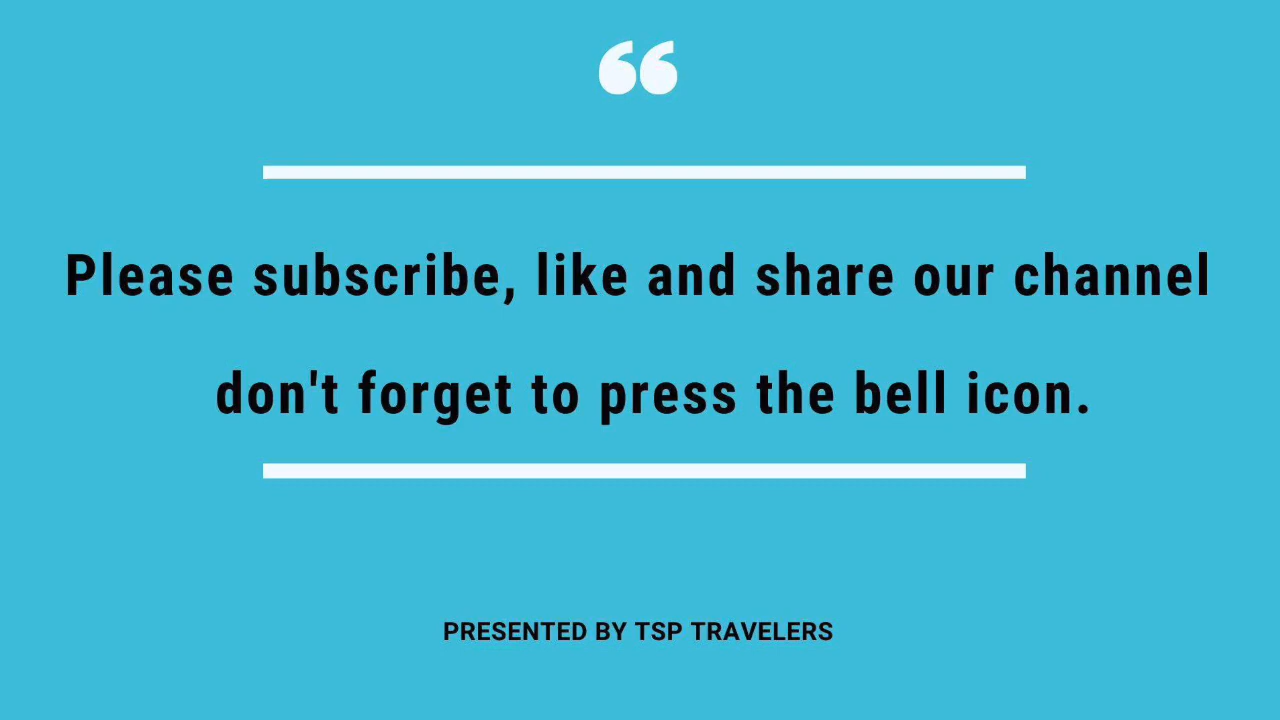 “
Please subscribe, like and share our channel
don't forget to press the bell icon.
PRESENTED BY TSP TRAVELERS